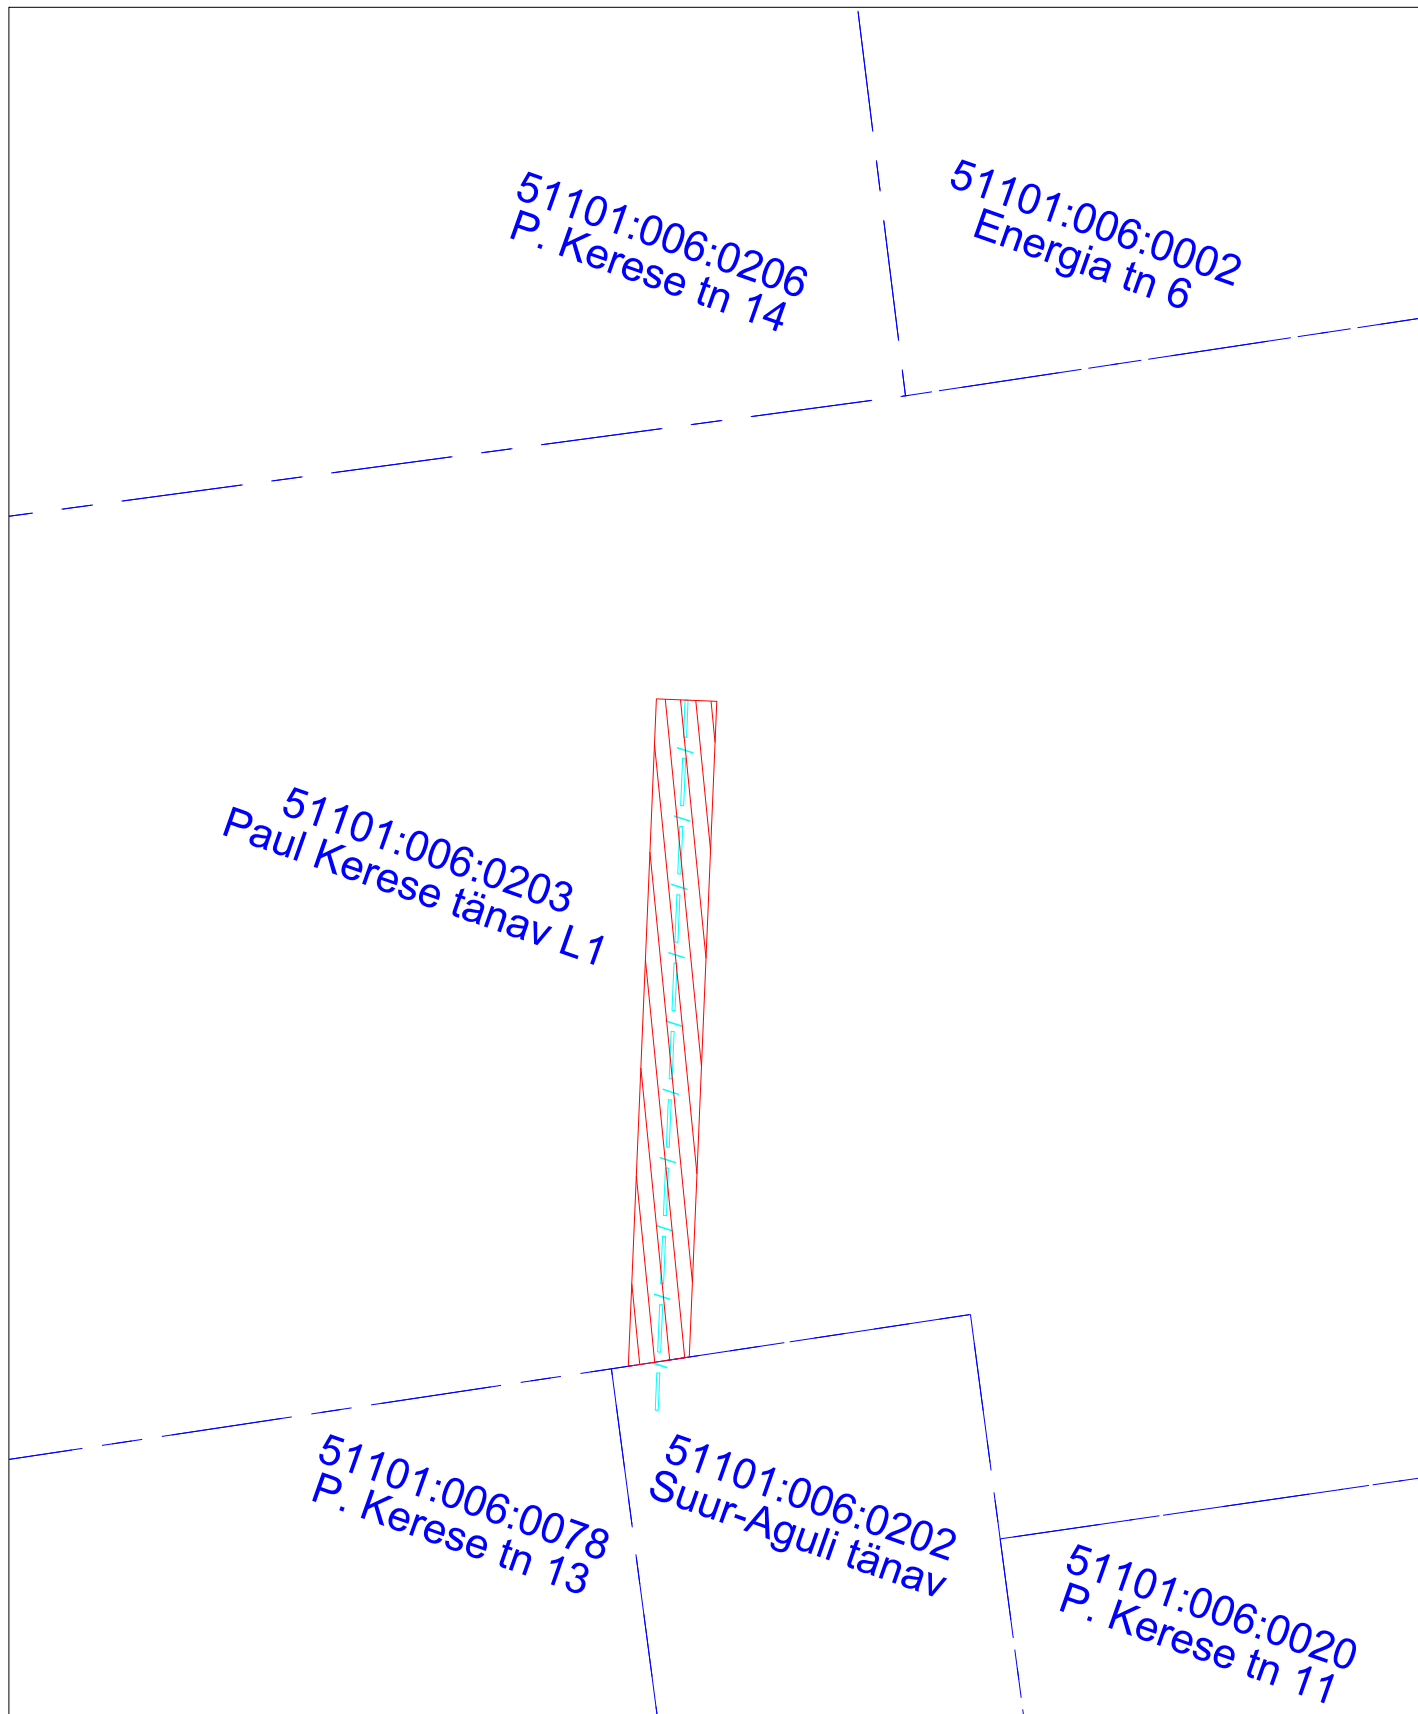 51101:006:0206
P. Kerese tn 14
51101:006:0002
Energia tn 6
51101:006:0203
Paul Kerese tänav L1
51101:006:0078
P. Kerese tn 13
51101:006:0202
Suur-Aguli tänav
51101:006:0020
P. Kerese tn 11